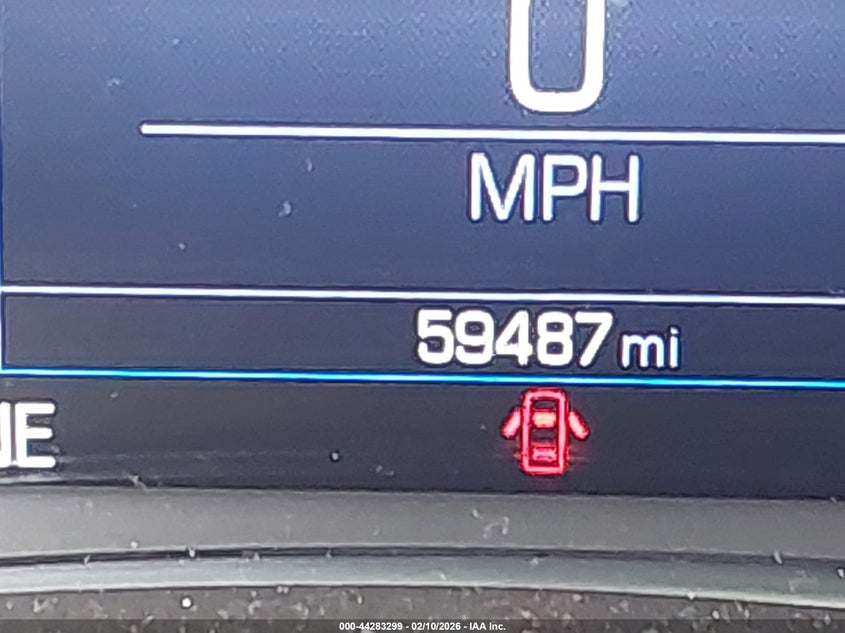 0
MPH
59487 mi
000-44283299 - 02/10/2026 - IAA Inc.